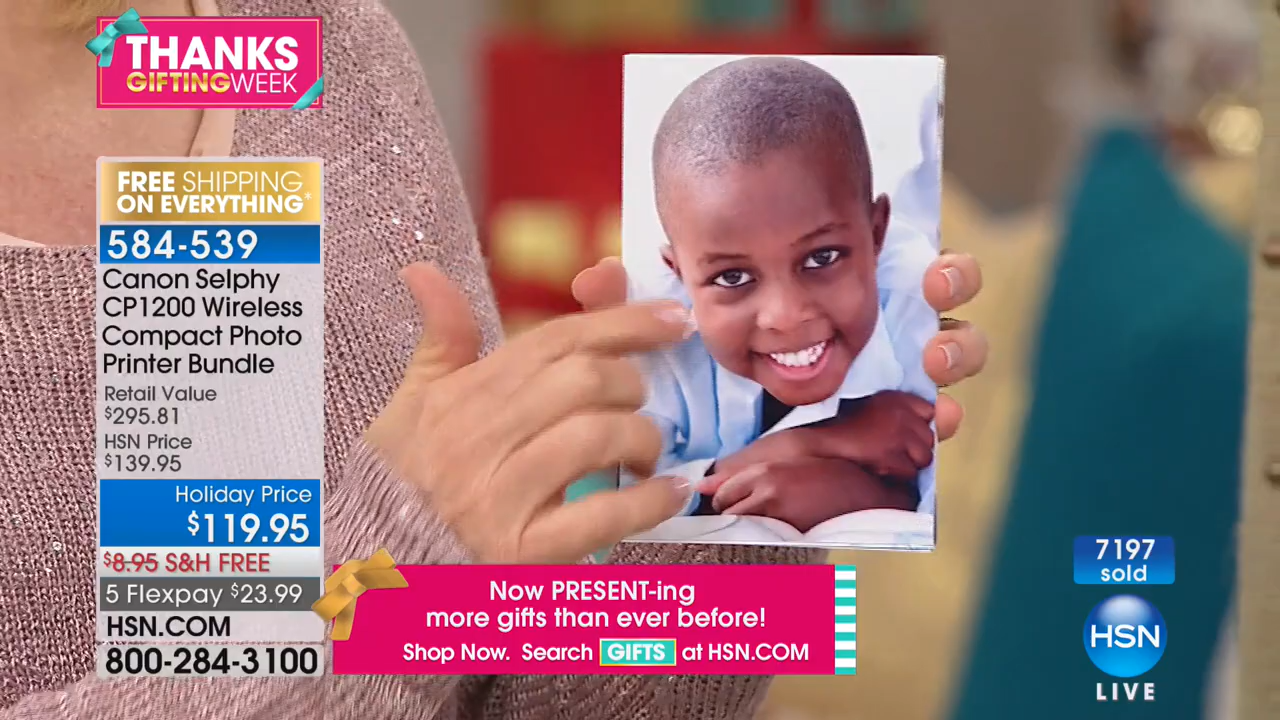 THANKS
GIFTINGWEEK
FREE SHIPPING
ON EVERYTHING*
584-539
Canon Selphy
CP1200 Wireless
Compact Photo
Printer Bundle
Retail Value
$295.81
HSN Price
$139.95
Holiday Price
$119.95
$8.95 S&H FREE
5 Flexpay $23.99
HSN.COM
800-284-3100
Now PRESENT-ing
more gifts than ever before!
Shop Now. Search GIFTS at HSN.COM
7197
sold
HSN
LIVE